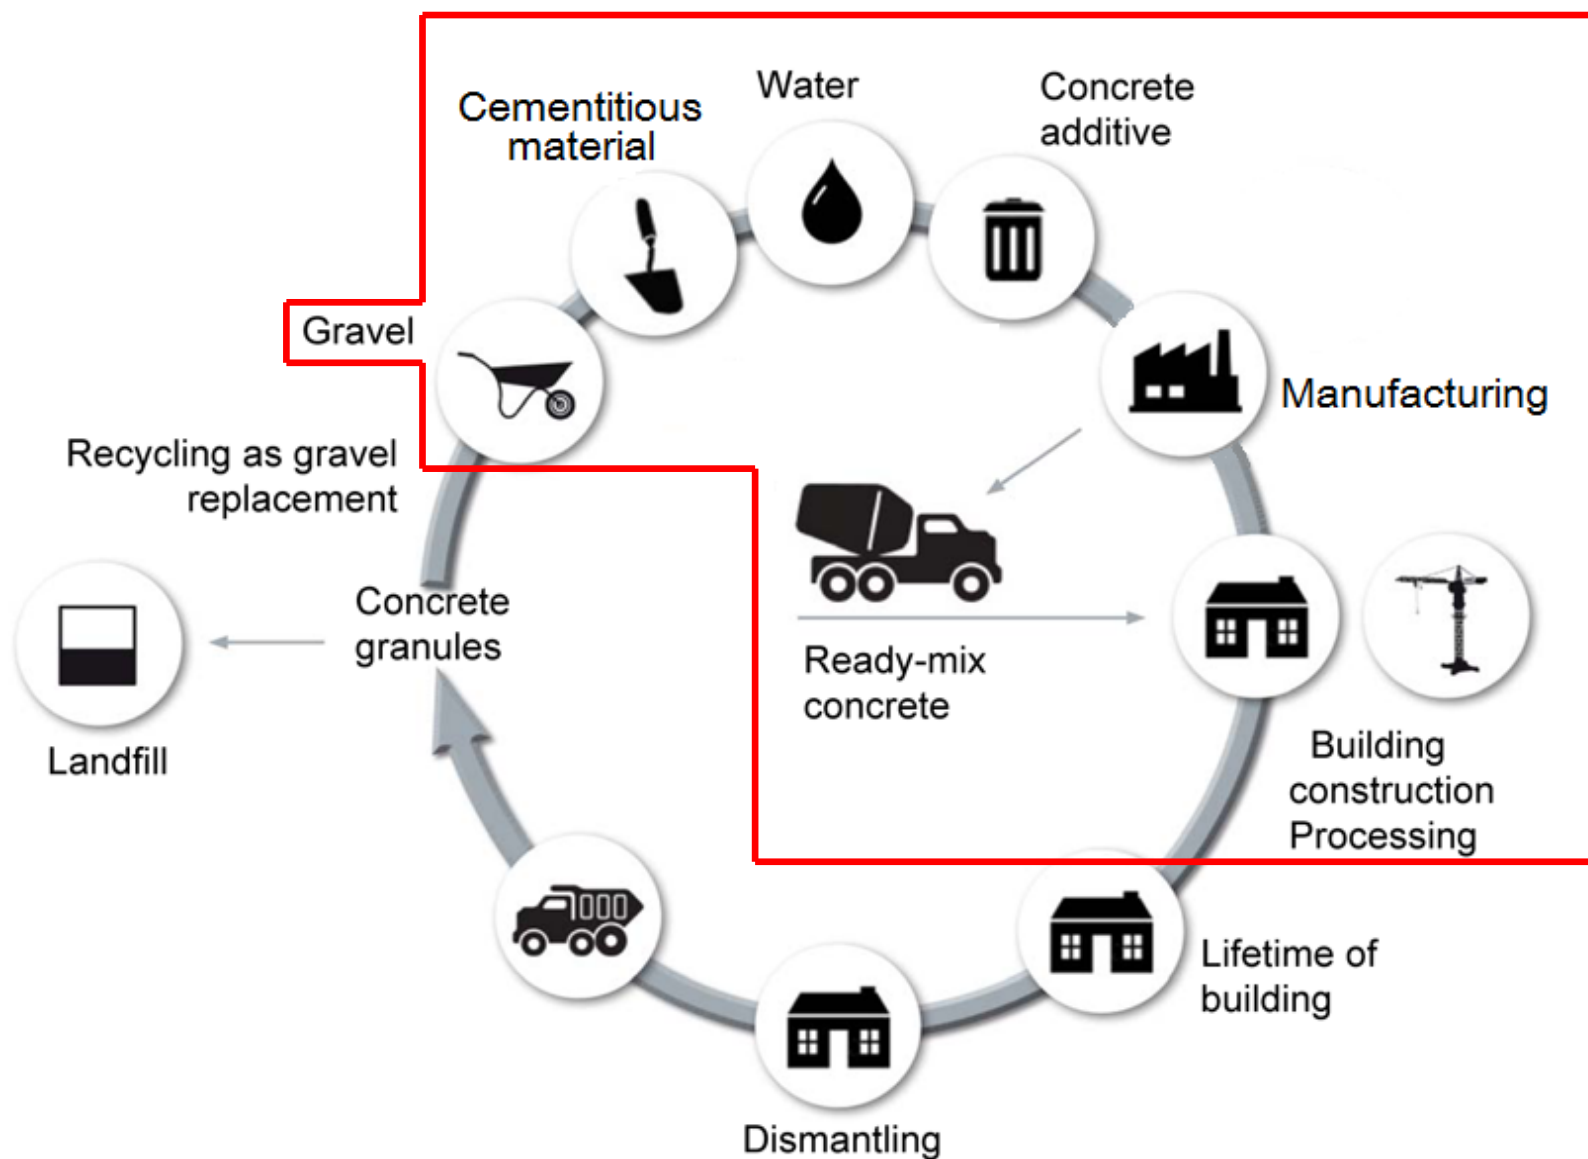 Water
Concrete
additive
Cementitious
material
Gravel
Manufacturing
Recycling as gravel
replacement
Concrete
granules
Ready-mix
concrete
Landfill
Building
construction
Processing
Lifetime of
building
Dismantling